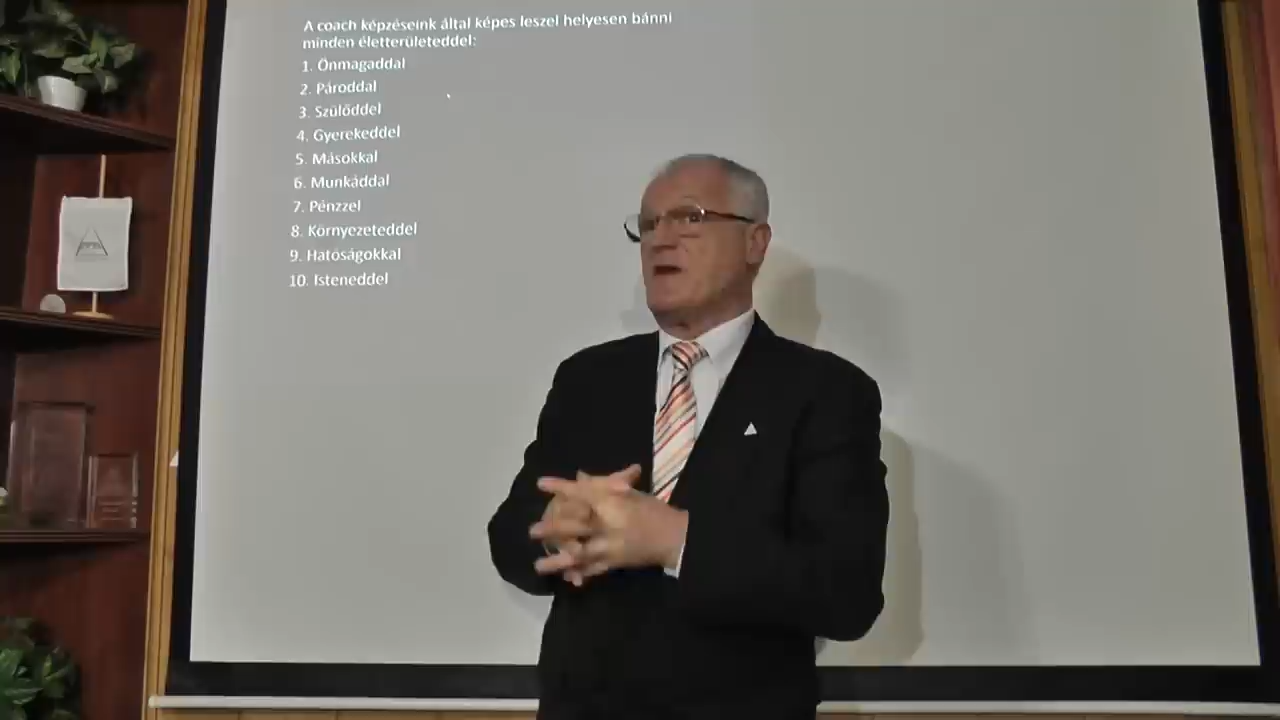 A coach képzéseink által képes leszel helyesen bánni
minden életterületeddel:
1. Önmagaddal
2. Pároddal
3. Szülőddel
4. Gyerekeddel
5. Másokkal
6. Munkáddal
7. Pénzzel
8. Környezeteddel
9. Hatóságokkal
10. Isteneddel